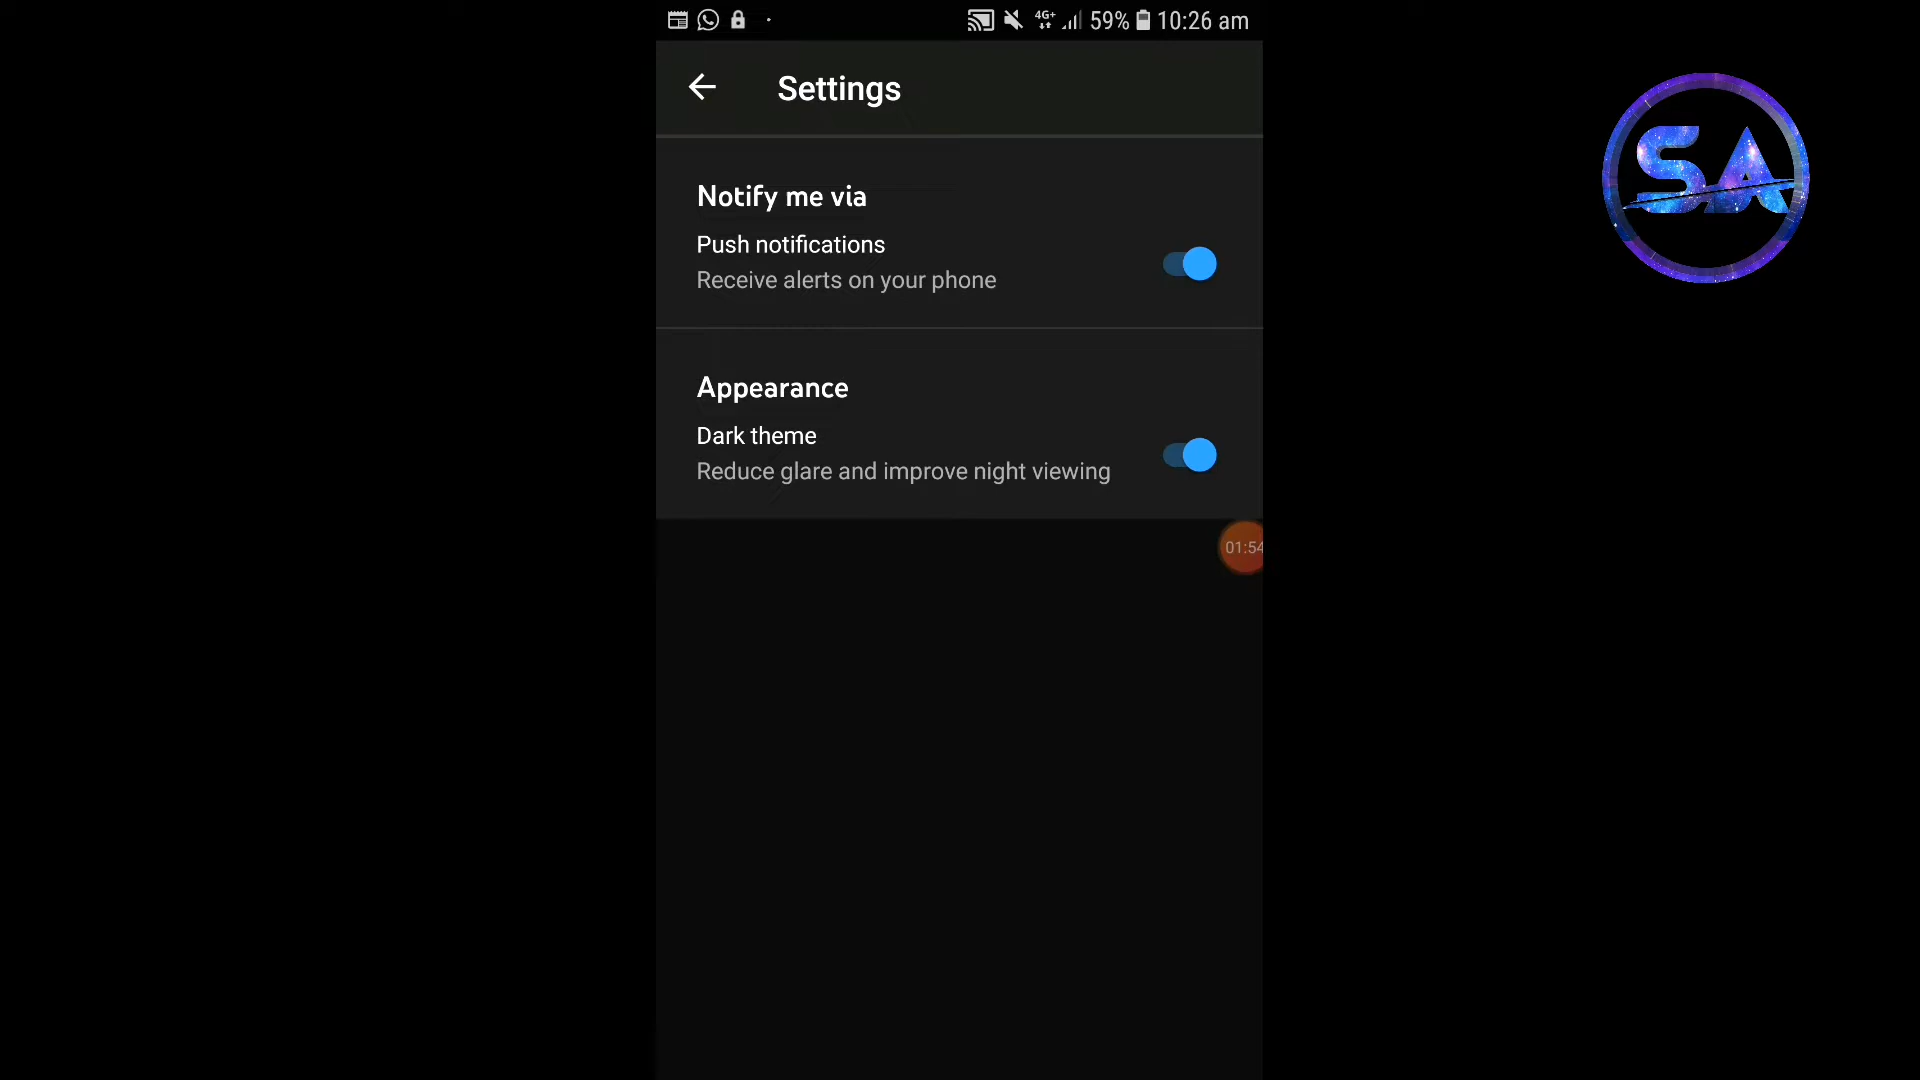 4G+ 59% 10:26 am
Settings
SA
Notify me via
Push notifications
Receive alerts on your phone
Appearance
Dark theme
Reduce glare and improve night viewing
01:54